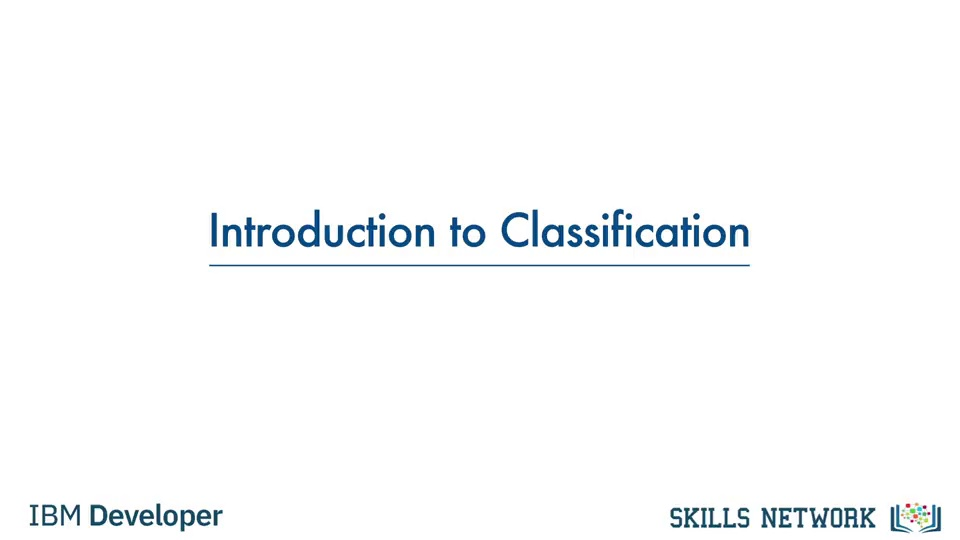 Introduction to Classification
IBM Developer
SKILLS NETWORK